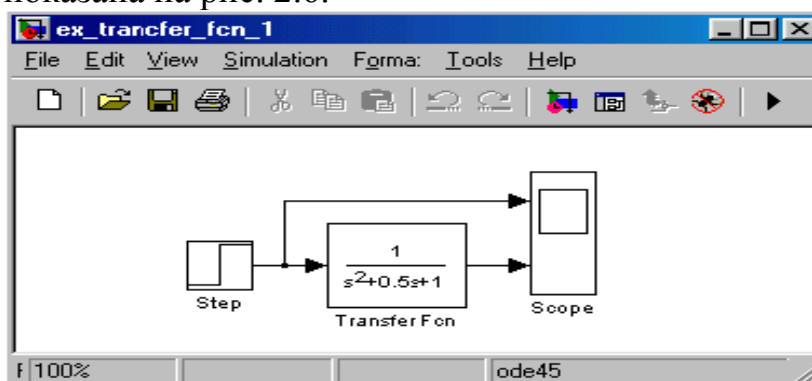 показана на рис. 2.6.
ex_trancfer_fcn_1
File Edit View Simulation Forma: Tools Help
1
s2+0.5s+1
Step
Transfer Fcn
Scope
F 100%
ode45